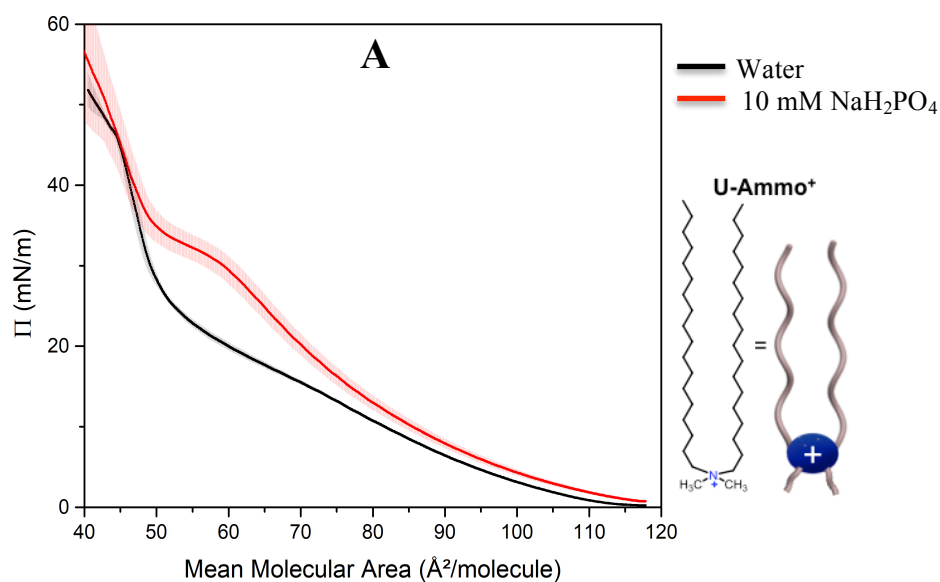 A
Water
10 mM NaH₂PO₄
60
40
20
0
Π (mN/m)
40 50 60 70 80 90 100 110 120
Mean Molecular Area (Å²/molecule)
U-Ammo⁺
=
+
N
+
H₃C CH₃